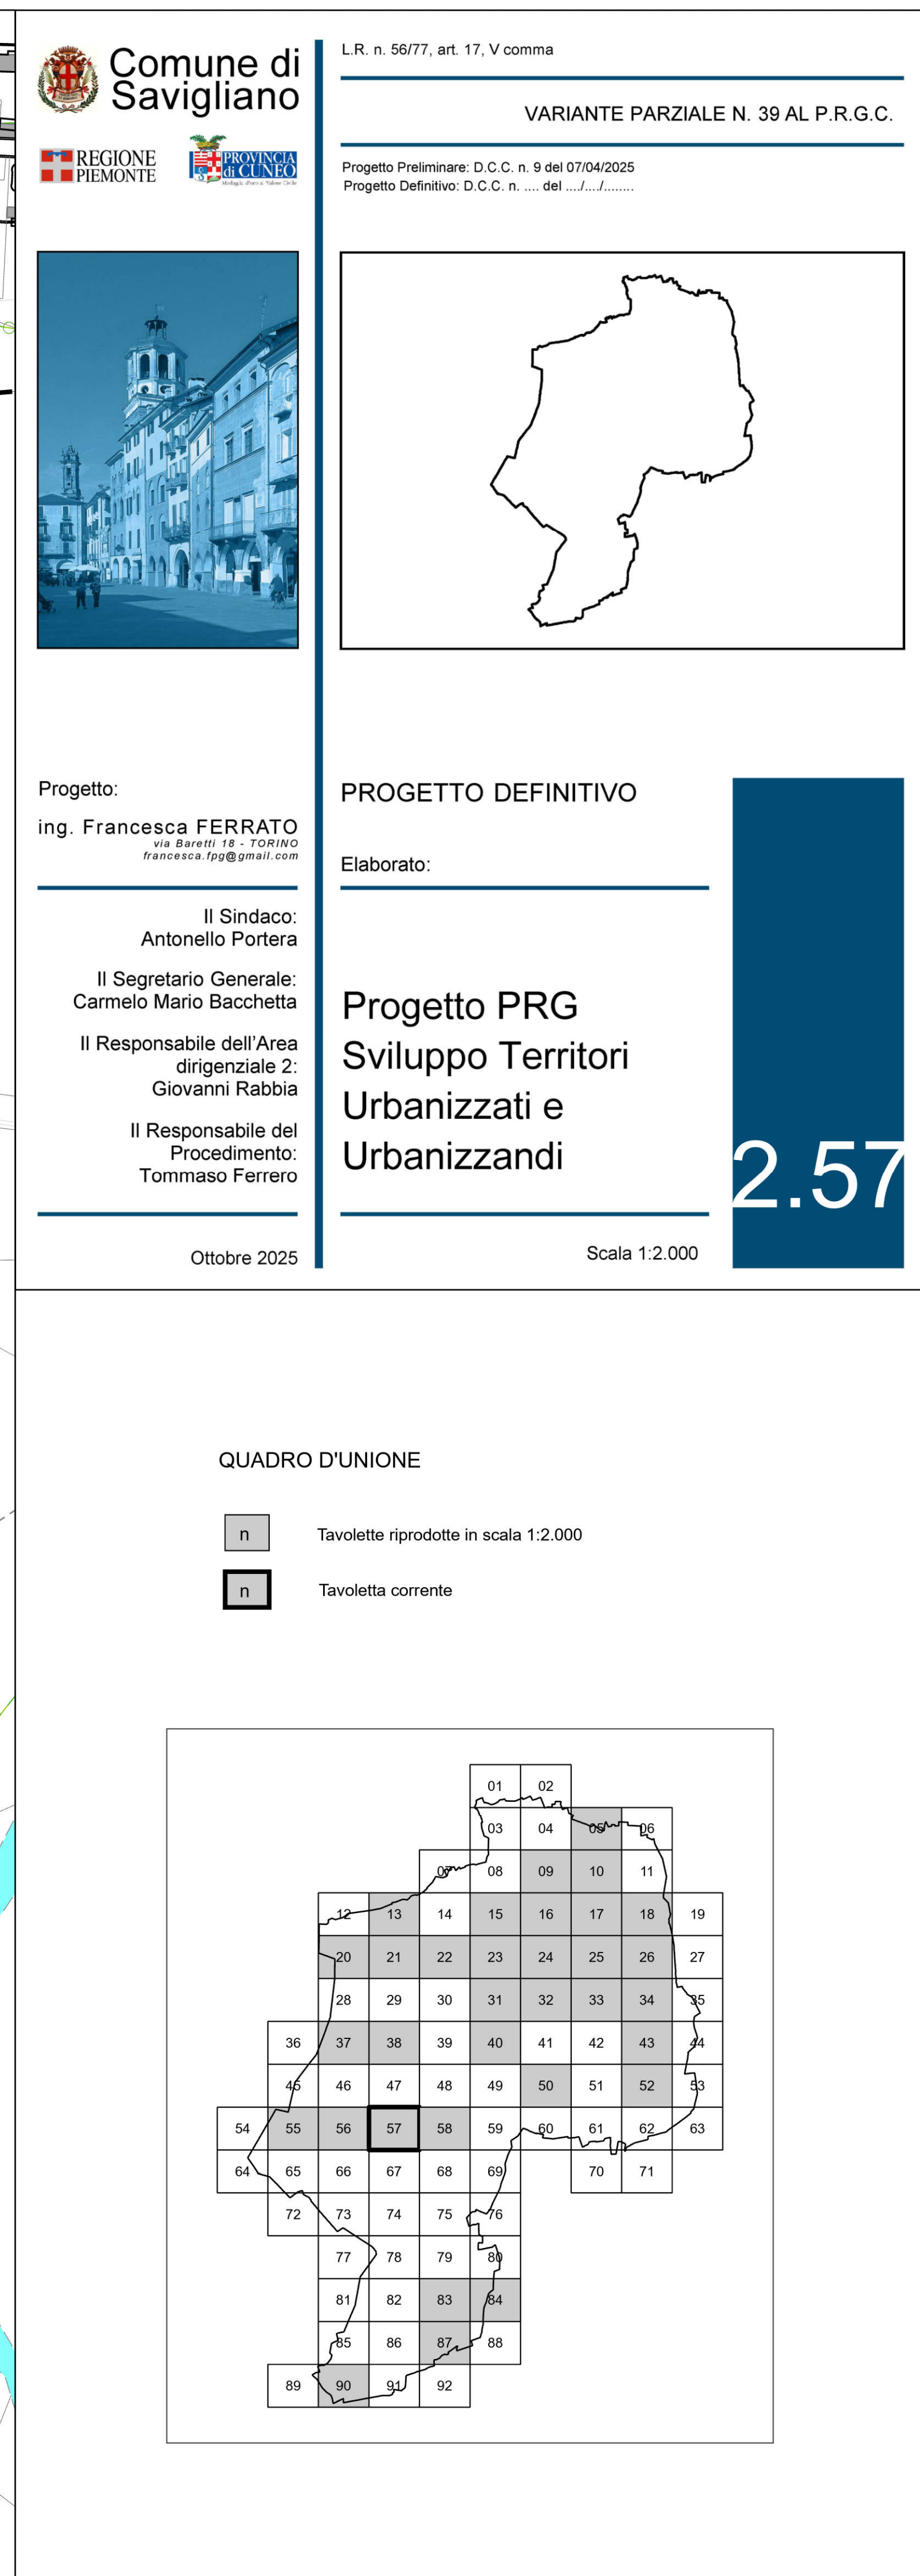 Comune di
Savigliano
REGIONE
PIEMONTE
PROVINCIA
di CUNEO
Medaglia d'oro al Valore Civile
L.R. n. 56/77, art. 17, V comma
VARIANTE PARZIALE N. 39 AL P.R.G.C.
Progetto Preliminare: D.C.C. n. 9 del 07/04/2025
Progetto Definitivo: D.C.C. n. .... del ..../..../........
Progetto:
ing. Francesca FERRATO
via Baretti 18 - TORINO
francesca.fpg@gmail.com
Il Sindaco:
Antonello Portera
Il Segretario Generale:
Carmelo Mario Bacchetta
Il Responsabile dell'Area
dirigenziale 2:
Giovanni Rabbia
Il Responsabile del
Procedimento:
Tommaso Ferrero
Ottobre 2025
PROGETTO DEFINITIVO
Elaborato:
Progetto PRG
Sviluppo Territori
Urbanizzati e
Urbanizzandi
Scala 1:2.000
2.57
QUADRO D'UNIONE
n Tavolette riprodotte in scala 1:2.000
n Tavoletta corrente
01 02
03 04 05 06
07 08 09 10 11
12 13 14 15 16 17 18 19
20 21 22 23 24 25 26 27
28 29 30 31 32 33 34 35
36 37 38 39 40 41 42 43 44
45 46 47 48 49 50 51 52 53
54 55 56 57 58 59 60 61 62 63
64 65 66 67 68 69 70 71
72 73 74 75 76
77 78 79 80
81 82 83 84
85 86 87 88
89 90 91 92